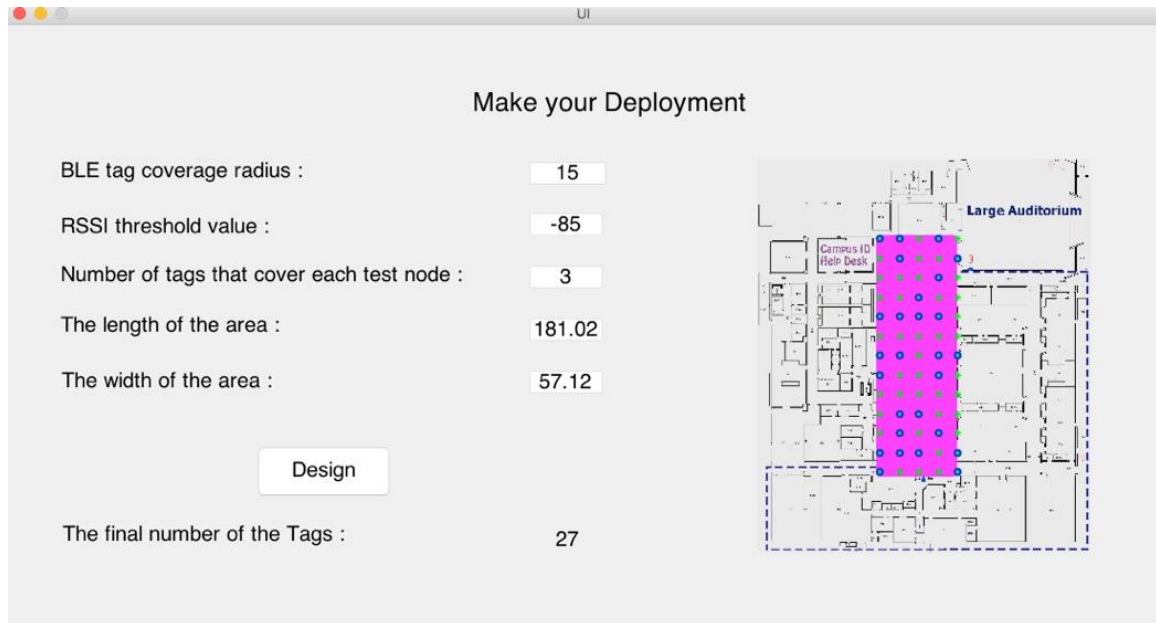 UI
Make your Deployment
BLE tag coverage radius : 15
RSSI threshold value : -85
Number of tags that cover each test node : 3
The length of the area : 181.02
The width of the area : 57.12
Design
The final number of the Tags : 27
Large Auditorium
Campus ID
Help Desk
3